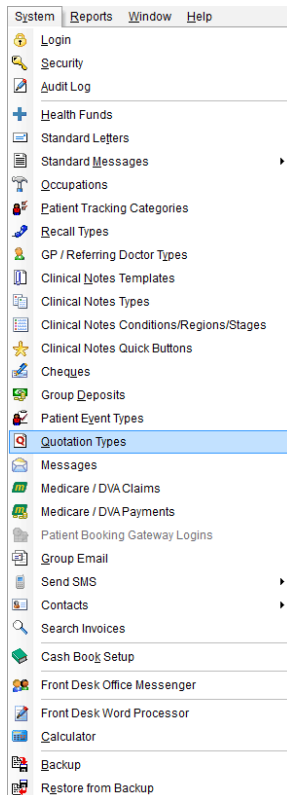 System Reports Window Help
Login
Security
Audit Log
Health Funds
Standard Letters
Standard Messages
Occupations
Patient Tracking Categories
Recall Types
GP / Referring Doctor Types
Clinical Notes Templates
Clinical Notes Types
Clinical Notes Conditions/Regions/Stages
Clinical Notes Quick Buttons
Cheques
Group Deposits
Patient Event Types
Quotation Types
Messages
Medicare / DVA Claims
Medicare / DVA Payments
Patient Booking Gateway Logins
Group Email
Send SMS
Contacts
Search Invoices
Cash Book Setup
Front Desk Office Messenger
Front Desk Word Processor
Calculator
Backup
Restore from Backup